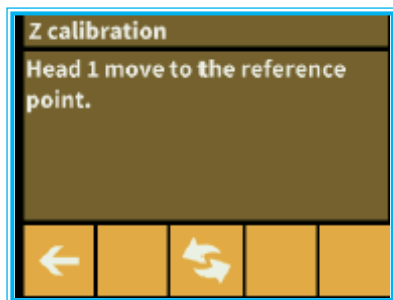 Z calibration
Head 1 move to the reference
point.